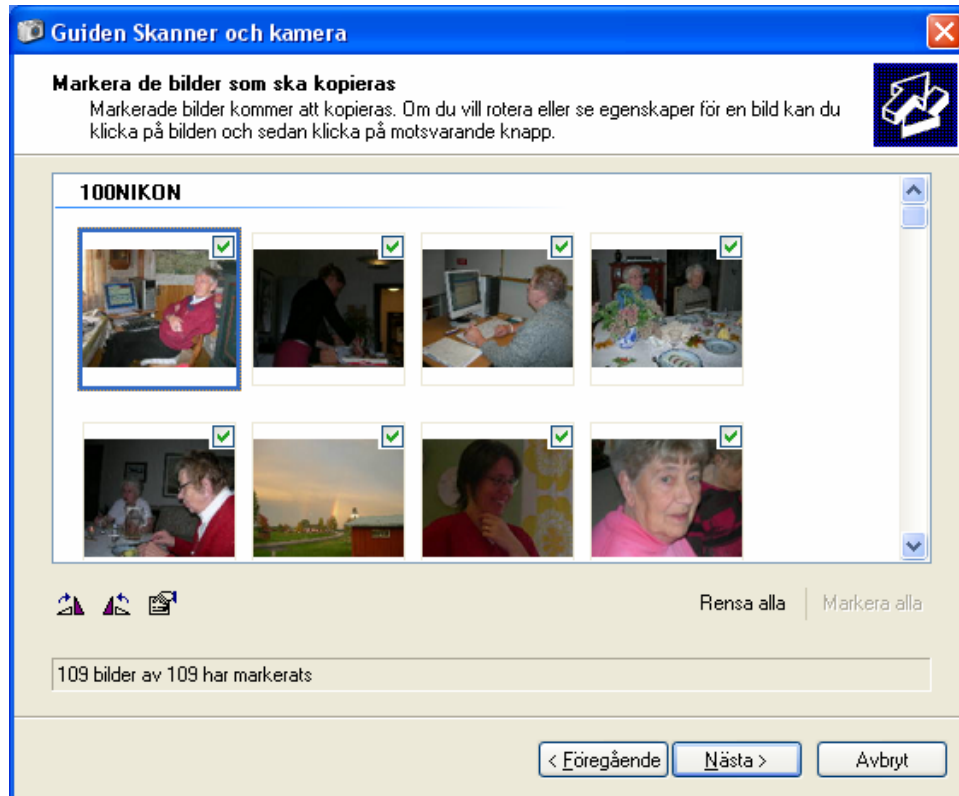 Guiden Skanner och kamera
Markera de bilder som ska kopieras
Markerade bilder kommer att kopieras. Om du vill rotera eller se egenskaper för en bild kan du
klicka på bilden och sedan klicka på motsvarande knapp.
100NIKON
Rensa alla
Markera alla
109 bilder av 109 har markerats
< Föregående
Nästa >
Avbryt